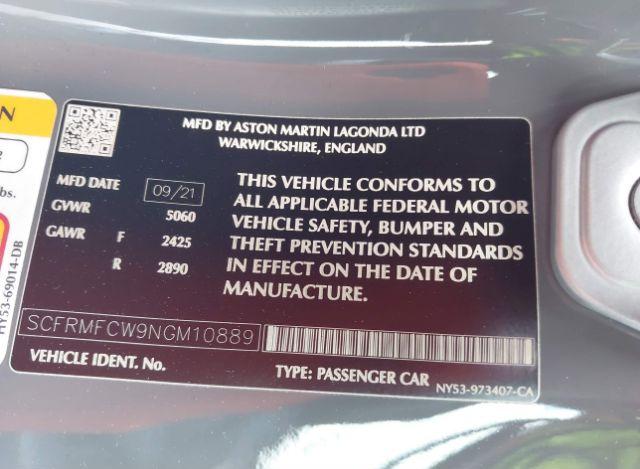 MFD BY ASTON MARTIN LAGONDA LTD
WARWICKSHIRE, ENGLAND
MFD DATE 09/21
GVWR 5060
GAWR F 2425
R 2890
THIS VEHICLE CONFORMS TO
ALL APPLICABLE FEDERAL MOTOR
VEHICLE SAFETY, BUMPER AND
THEFT PREVENTION STANDARDS
IN EFFECT ON THE DATE OF
MANUFACTURE.
SCFRMFCW9NGM10889
VEHICLE IDENT. No.
TYPE: PASSENGER CAR
NY53-973407-CA
N
lbs.
HY53-69014-DB